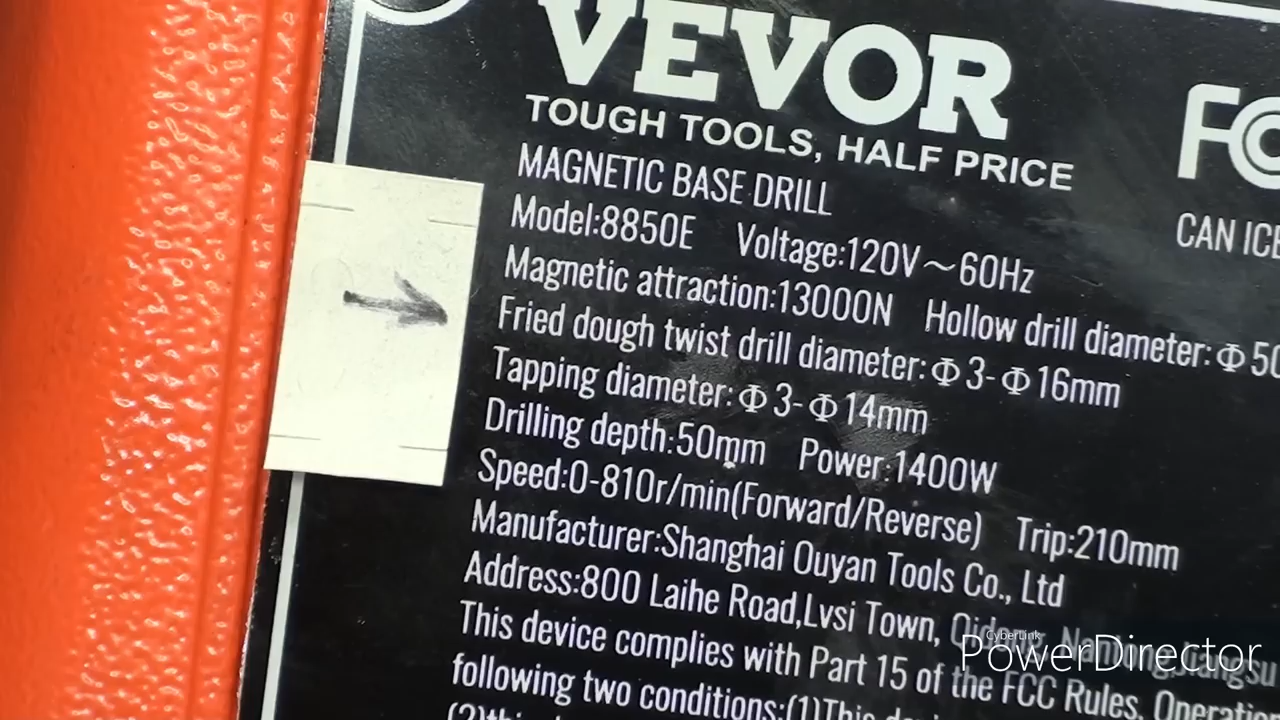 VEVOR
TOUGH TOOLS, HALF PRICE
FC
MAGNETIC BASE DRILL
CAN ICE
Model:8850E Voltage:120V～60Hz
Magnetic attraction:13000N Hollow drill diameter:Φ50
Fried dough twist drill diameter:Φ3-Φ16mm
Tapping diameter:Φ3-Φ14mm
Drilling depth:50mm Power:1400W
Speed:0-810r/min(Forward/Reverse) Trip:210mm
Manufacturer:Shanghai Ouyan Tools Co., Ltd
Address:800 Laihe Road,Lvsi Town,
This device complies with Part 15 of the FCC Rules. Operation
following two conditions:(1)This
CyberLink
PowerDirector